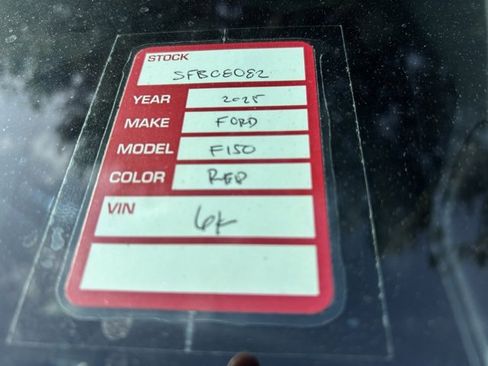 STOCK
SFBCE082
YEAR 2025
MAKE FORD
MODEL F150
COLOR RED
VIN 6K